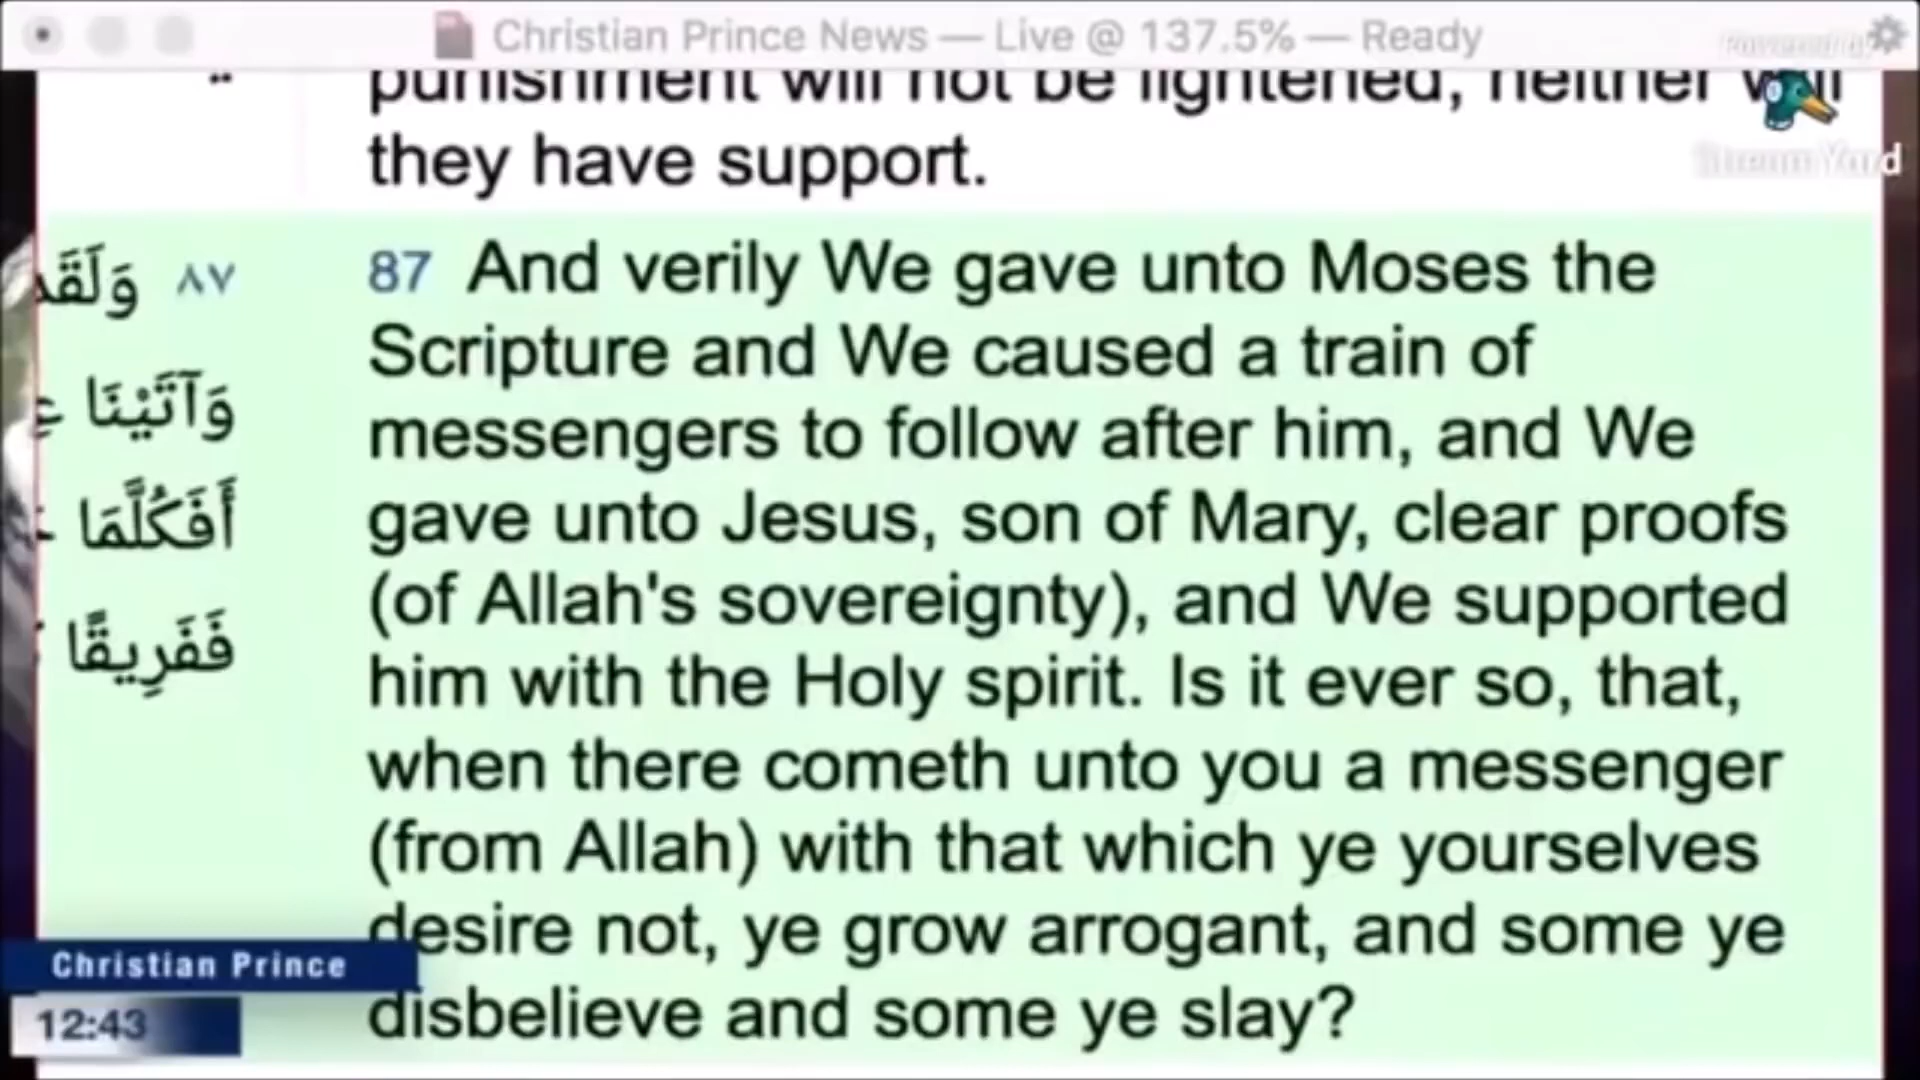 Christian Prince News — Live @ 137.5% — Ready
Powered by
punishment will not be lightened, neither will
they have support.
Stream Yard
٨٧ وَلَقَدْ
87 And verily We gave unto Moses the
Scripture and We caused a train of
وَآتَيْنَا
messengers to follow after him, and We
أَفَكُلَّمَا
gave unto Jesus, son of Mary, clear proofs
(of Allah's sovereignty), and We supported
فَفَرِيقًا
him with the Holy spirit. Is it ever so, that,
when there cometh unto you a messenger
(from Allah) with that which ye yourselves
desire not, ye grow arrogant, and some ye
Christian Prince
disbelieve and some ye slay?
12:43